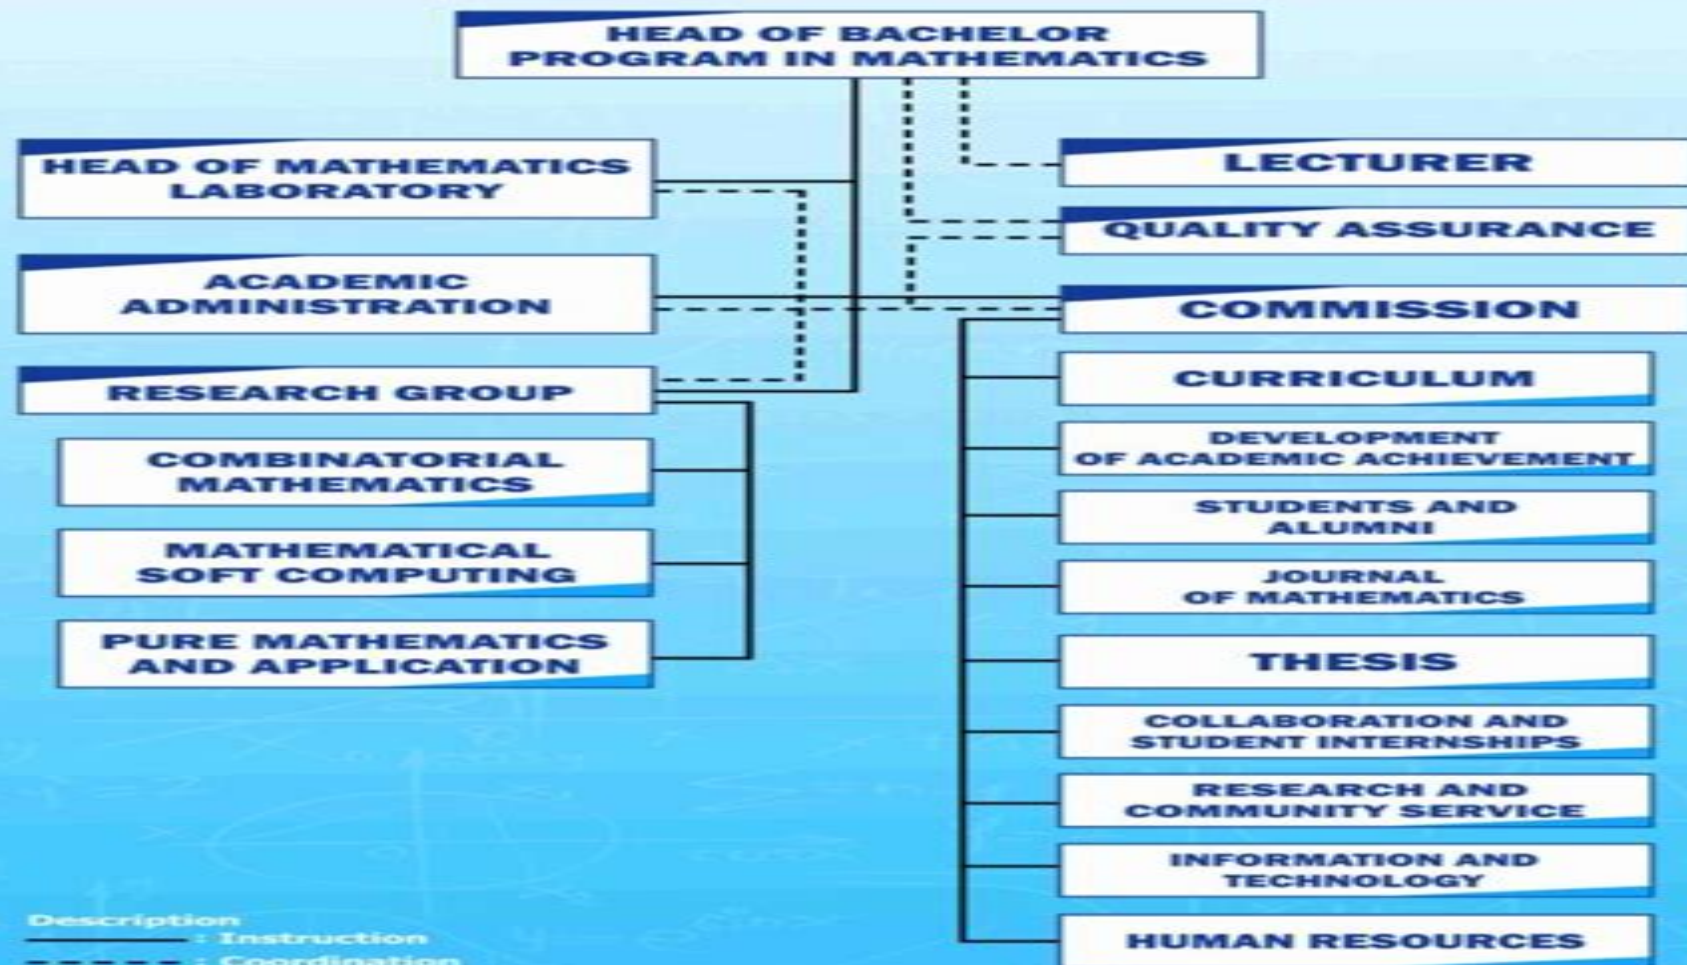 HEAD OF BACHELOR
PROGRAM IN MATHEMATICS
HEAD OF MATHEMATICS
LABORATORY
ACADEMIC
ADMINISTRATION
RESEARCH GROUP
COMBINATORIAL
MATHEMATICS
MATHEMATICAL
SOFT COMPUTING
PURE MATHEMATICS
AND APPLICATION
LECTURER
QUALITY ASSURANCE
COMMISSION
CURRICULUM
DEVELOPMENT
OF ACADEMIC ACHIEVEMENT
STUDENTS AND
ALUMNI
JOURNAL
OF MATHEMATICS
THESIS
COLLABORATION AND
STUDENT INTERNSHIPS
RESEARCH AND
COMMUNITY SERVICE
INFORMATION AND
TECHNOLOGY
HUMAN RESOURCES
Description
: Instruction
: Coordination